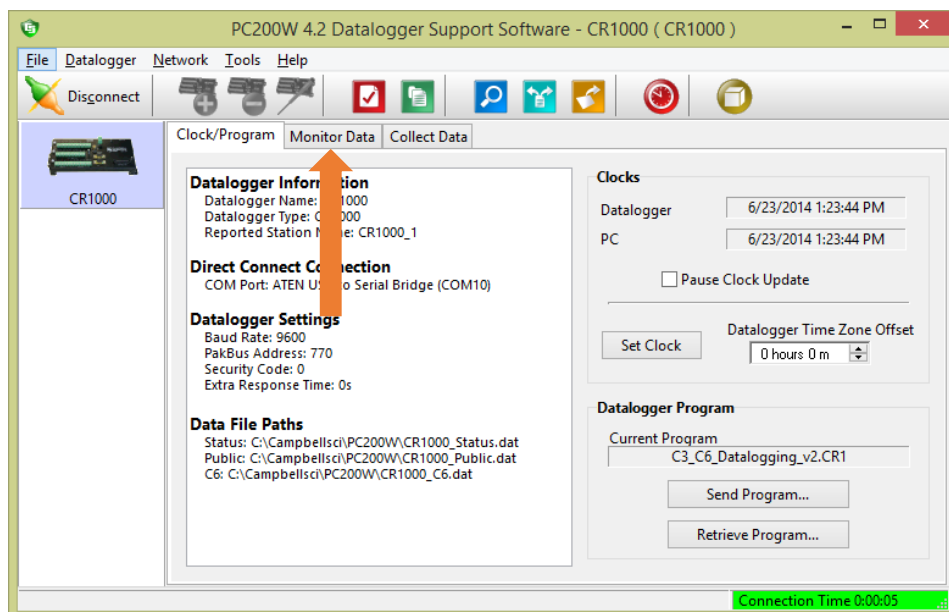 PC200W 4.2 Datalogger Support Software - CR1000 ( CR1000 )
File Datalogger Network Tools Help
Disconnect
CR1000
Clock/Program Monitor Data Collect Data
Datalogger Information
Datalogger Name: 1000
Datalogger Type: 000
Reported Station CR1000_1
Direct Connect
COM Port: ATEN Serial Bridge (COM10)
Datalogger Settings
Baud Rate: 9600
PakBus Address: 770
Security Code: 0
Extra Response Time: 0s
Data File Paths
Status: C:\Campbellsci\PC200W\CR1000_Status.dat
Public: C:\Campbellsci\PC200W\CR1000_Public.dat
C6: C:\Campbellsci\PC200W\CR1000_C6.dat
Clocks
Datalogger 6/23/2014 1:23:44 PM
PC 6/23/2014 1:23:44 PM
Pause Clock Update
Datalogger Time Zone Offset
Set Clock 0 hours 0 m
Datalogger Program
Current Program
C3_C6_Datalogging_v2.CR1
Send Program...
Retrieve Program...
Connection Time 0:00:05